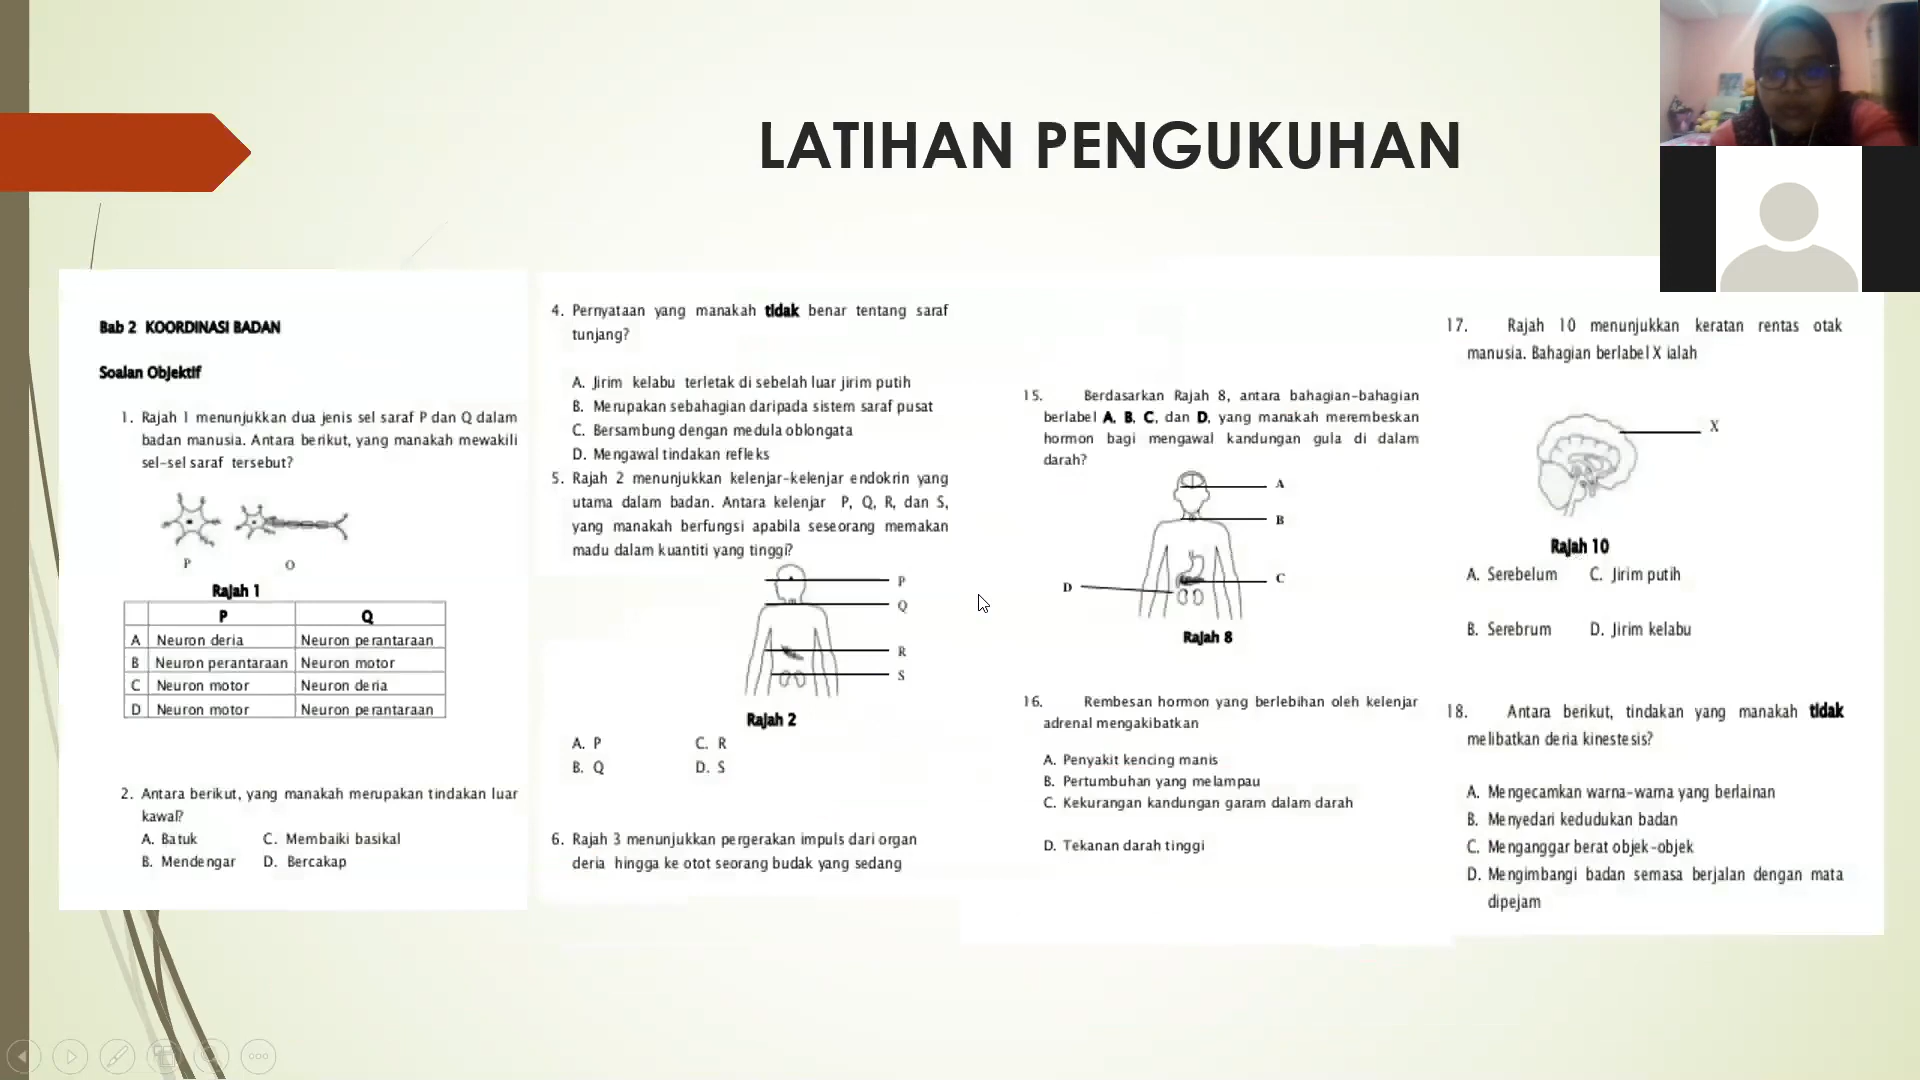 LATIHAN PENGUKUHAN
Bab 2 KOORDINASI BADAN
Soalan Objektif
1. Rajah 1 menunjukkan dua jenis sel saraf P dan Q dalam
badan manusia. Antara berikut, yang manakah mewakili
sel-sel saraf tersebut?
P O
Rajah 1
P Q
A Neuron deria Neuron perantaraan
B Neuron perantaraan Neuron motor
C Neuron motor Neuron deria
D Neuron motor Neuron perantaraan
2. Antara berikut, yang manakah merupakan tindakan luar
kawal?
A. Batuk C. Membaiki basikal
B. Mendengar D. Bercakap
4. Pernyataan yang manakah tidak benar tentang saraf
tunjang?
A. Jirim kelabu terletak di sebelah luar jirim putih
B. Merupakan sebahagian daripada sistem saraf pusat
C. Bersambung dengan medula oblongata
D. Mengawal tindakan refleks
5. Rajah 2 menunjukkan kelenjar-kelenjar endokrin yang
utama dalam badan. Antara kelenjar P, Q, R, dan S,
yang manakah berfungsi apabila seseorang memakan
madu dalam kuantiti yang tinggi?
P
Q
R
S
Rajah 2
A. P C. R
B. Q D. S
6. Rajah 3 menunjukkan pergerakan impuls dari organ
deria hingga ke otot seorang budak yang sedang
15. Berdasarkan Rajah 8, antara bahagian-bahagian
berlabel A, B, C, dan D, yang manakah merembeskan
hormon bagi mengawal kandungan gula di dalam
darah?
A
B
C
D
Rajah 8
16. Rembesan hormon yang berlebihan oleh kelenjar
adrenal mengakibatkan
A. Penyakit kencing manis
B. Pertumbuhan yang melampau
C. Kekurangan kandungan garam dalam darah
D. Tekanan darah tinggi
17. Rajah 10 menunjukkan keratan rentas otak
manusia. Bahagian berlabel X ialah
X
Rajah 10
A. Serebelum C. Jirim putih
B. Serebrum D. Jirim kelabu
18. Antara berikut, tindakan yang manakah tidak
melibatkan deria kinestesis?
A. Mengecamkan warna-warna yang berlainan
B. Menyedari kedudukan badan
C. Menganggar berat objek-objek
D. Mengimbangi badan semasa berjalan dengan mata
dipejam